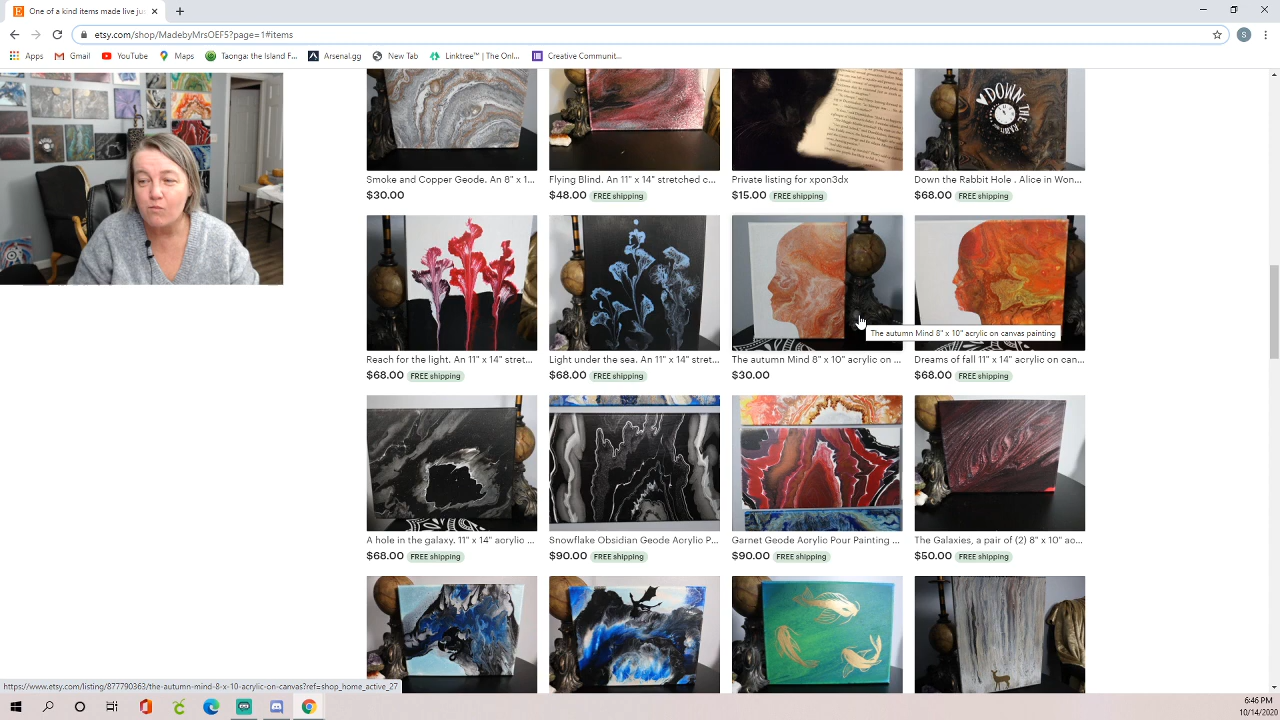 One of a kind items made live ju
etsy.com/shop/MadebyMrsOEF5?page=1#items
Apps
Gmail
YouTube
Maps
Taonga: the Island F...
Arsenal.gg
New Tab
Linktree™ | The Onl...
Creative Communit...
S
DOWN THE
Smoke and Copper Geode. An 8" x 1...
Flying Blind. An 11" x 14" stretched c...
Private listing for xpon3dx
Down the Rabbit Hole . Alice in Won...
$30.00
$48.00 FREE shipping
$15.00 FREE shipping
$68.00 FREE shipping
The autumn Mind 8" x 10" acrylic on canvas painting
Reach for the light. An 11" x 14" stret...
Light under the sea. An 11" x 14" stret...
The autumn Mind 8" x 10" acrylic on ...
Dreams of fall 11" x 14" acrylic on can...
$68.00 FREE shipping
$68.00 FREE shipping
$30.00
$68.00 FREE shipping
A hole in the galaxy. 11" x 14" acrylic ...
Snowflake Obsidian Geode Acrylic P...
Garnet Geode Acrylic Pour Painting ...
The Galaxies, a pair of (2) 8" x 10" ac...
$68.00 FREE shipping
$90.00 FREE shipping
$90.00 FREE shipping
$50.00 FREE shipping
https://www.etsy.com/listing/877790363/the-autumn-mind-8-x-10-acrylic-on-canvas?ref=shop_home_active_27
6:46 PM
10/14/2020